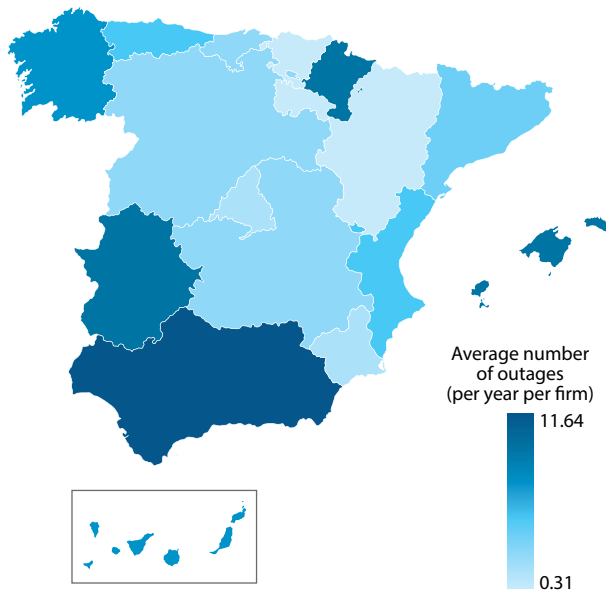 Average number
of outages
(per year per firm)
11.64
0.31